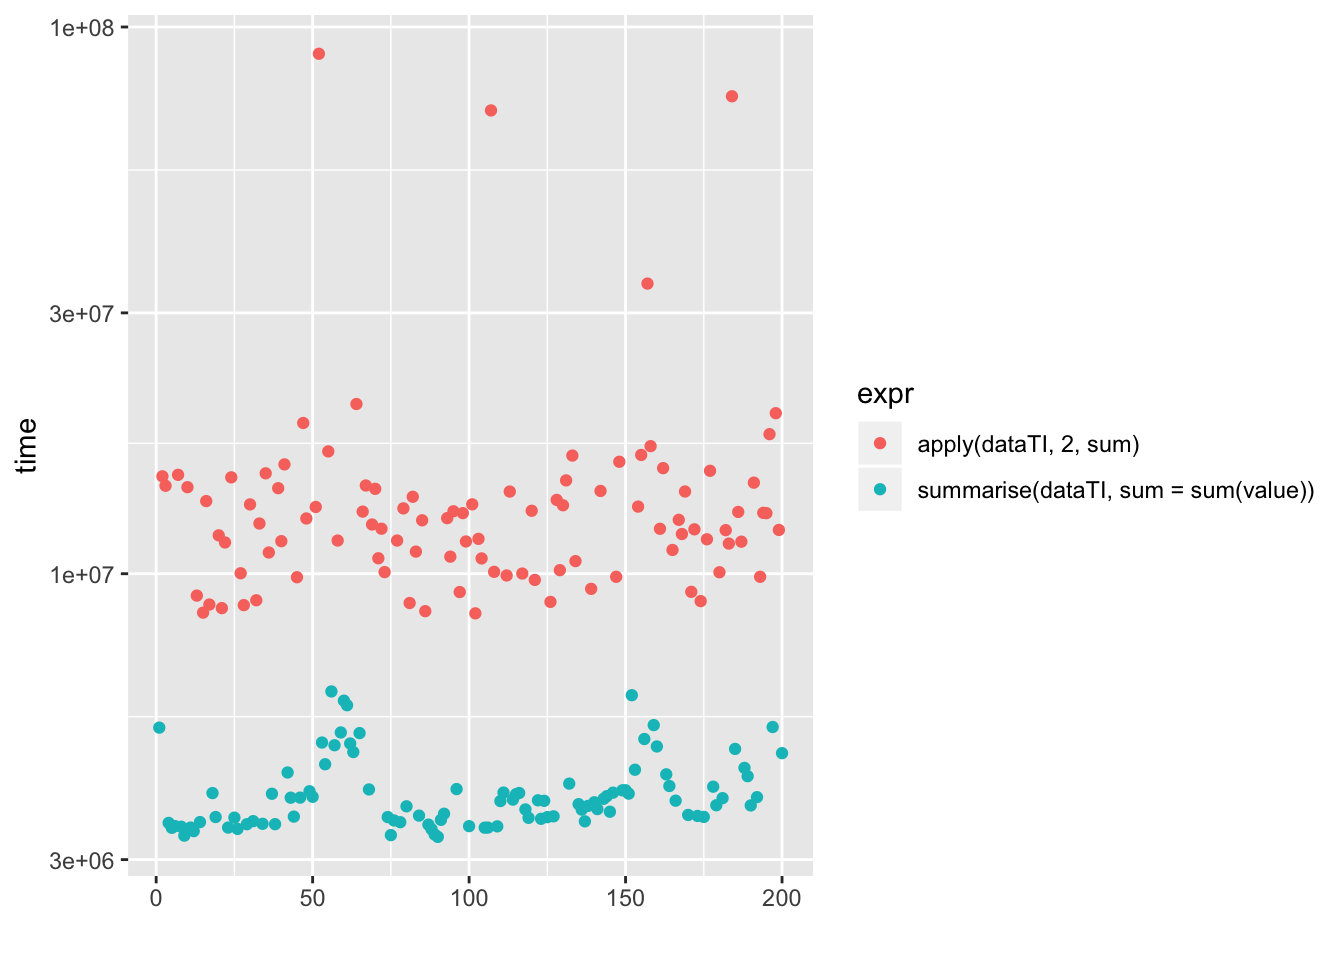 1e+08
3e+07
1e+07
3e+06
time
0 50 100 150 200
expr
apply(dataTI, 2, sum)
summarise(dataTI, sum = sum(value))